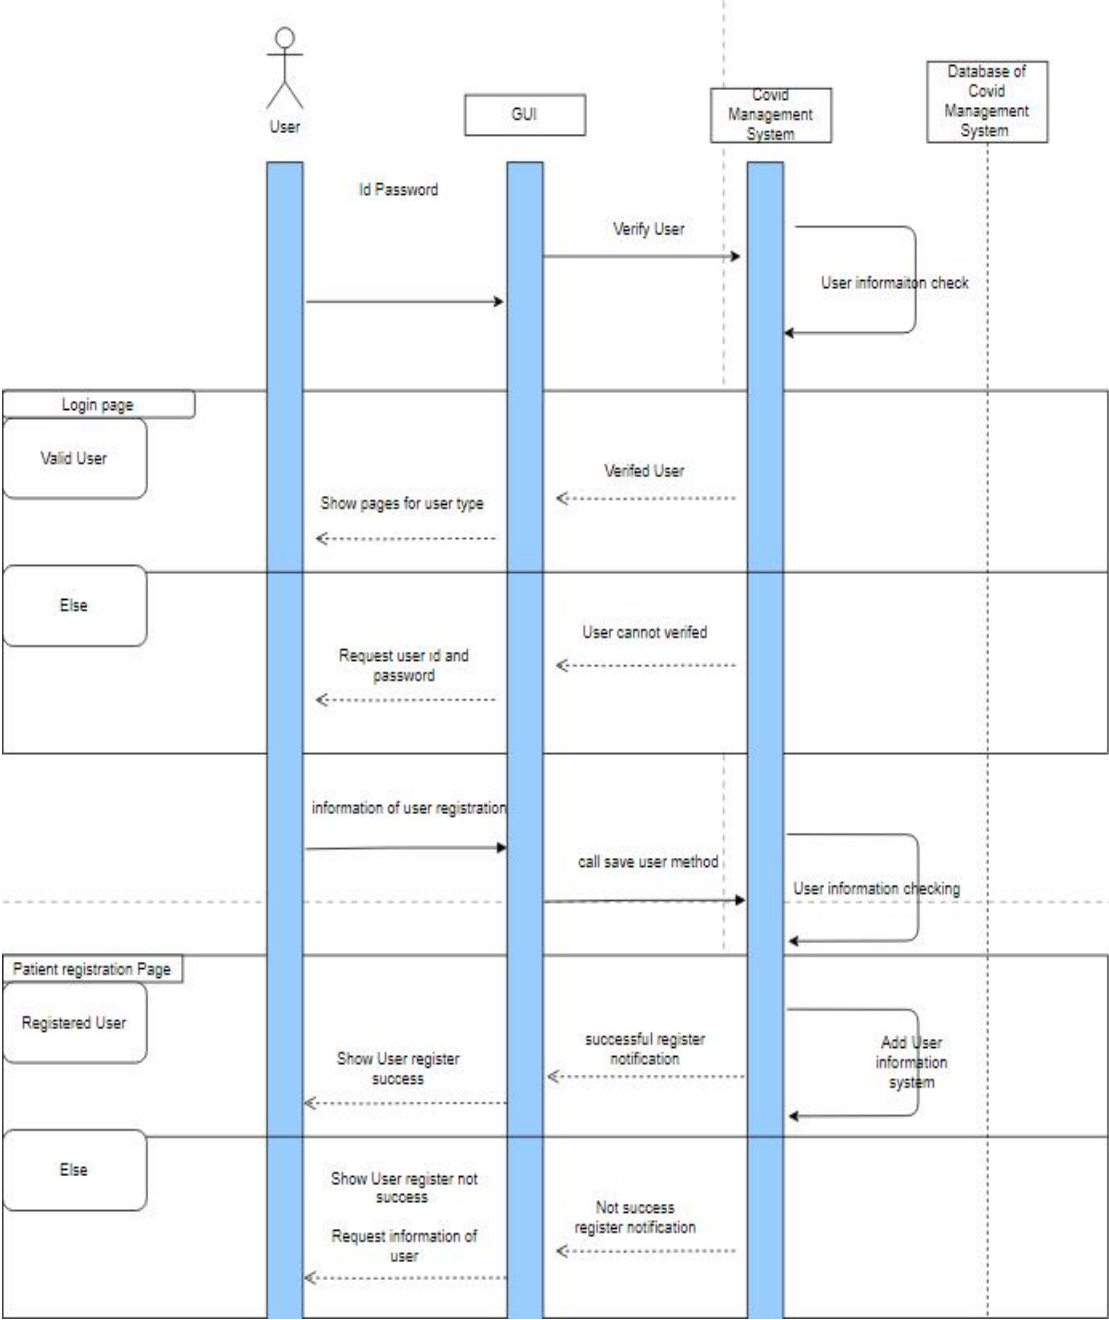 User
GUI
Covid
Management
System
Database of
Covid
Management
System
Id Password
Verify User
User informaiton check
Login page
Valid User
Verifed User
Show pages for user type
Else
User cannot verifed
Request user ıd and
password
information of user registration
call save user method
User information checking
Patient registration Page
Registered User
successful register
notification
Show User register
success
Add User
information
system
Else
Show User register not
success
Not success
register notification
Request information of
user